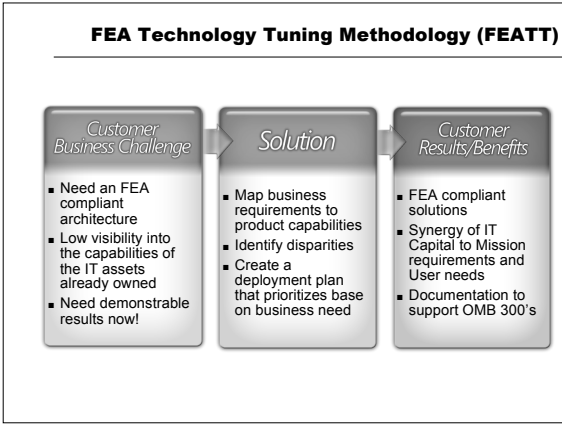 FEA Technology Tuning Methodology (FEATT)
Customer
Business Challenge
▪ Need an FEA
compliant
architecture
▪ Low visibility into
the capabilities of
the IT assets
already owned
▪ Need demonstrable
results now!
Solution
▪ Map business
requirements to
product capabilities
▪ Identify disparities
▪ Create a
deployment plan
that prioritizes base
on business need
Customer
Results/Benefits
▪ FEA compliant
solutions
▪ Synergy of IT
Capital to Mission
requirements and
User needs
▪ Documentation to
support OMB 300's